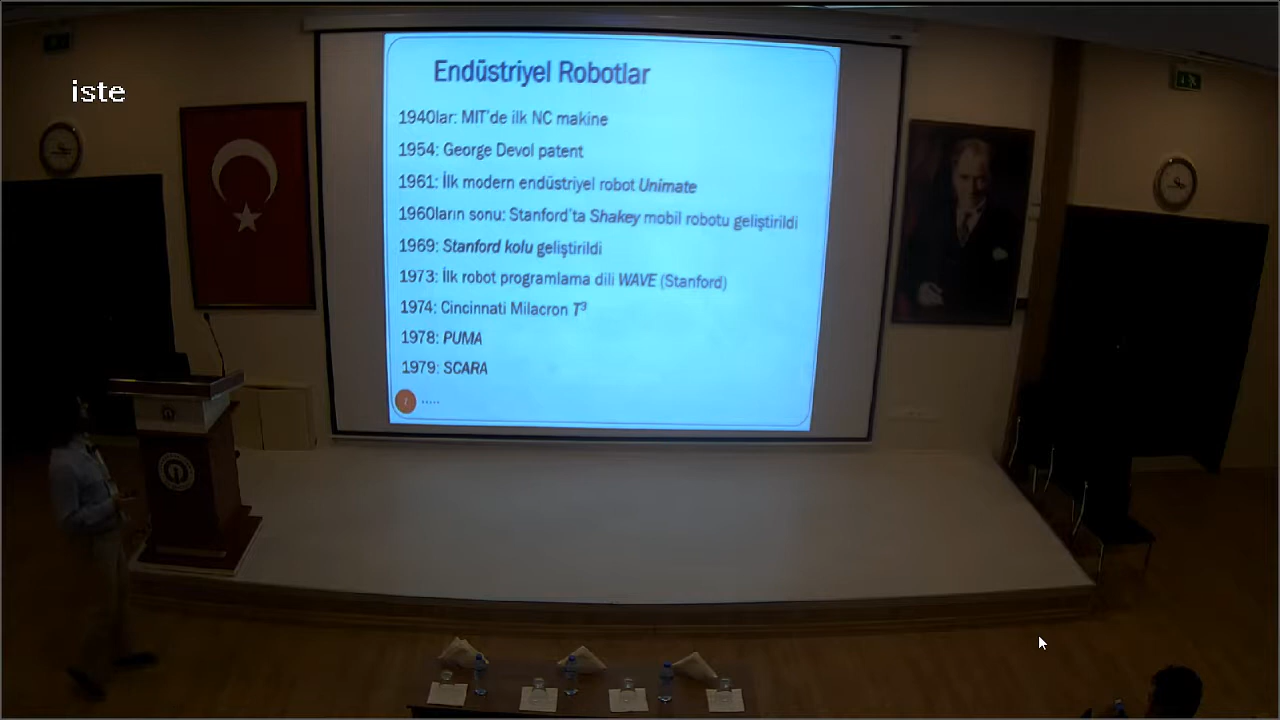 iste
Endüstriyel Robotlar
1940lar: MIT'de ilk NC makine
1954: George Devol patent
1961: İlk modern endüstriyel robot Unimate
1960ların sonu: Stanford'ta Shakey mobil robotu geliştirildi
1969: Stanford kolu geliştirildi
1973: İlk robot programlama dili WAVE (Stanford)
1974: Cincinnati Milacron T³
1978: PUMA
1979: SCARA
.....